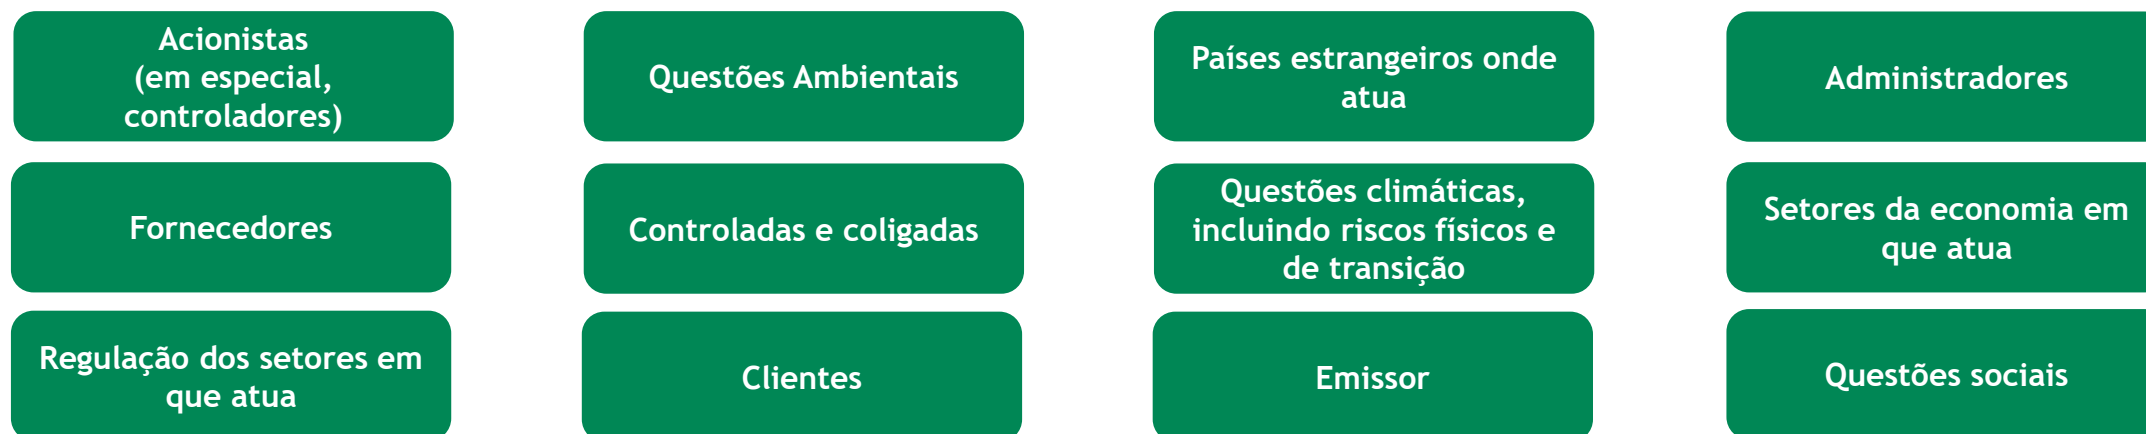 Acionistas
(em especial,
controladores)
Questões Ambientais
Países estrangeiros onde
atua
Administradores
Fornecedores
Controladas e coligadas
Questões climáticas,
incluindo riscos físicos e
de transição
Setores da economia em
que atua
Regulação dos setores em
que atua
Clientes
Emissor
Questões sociais